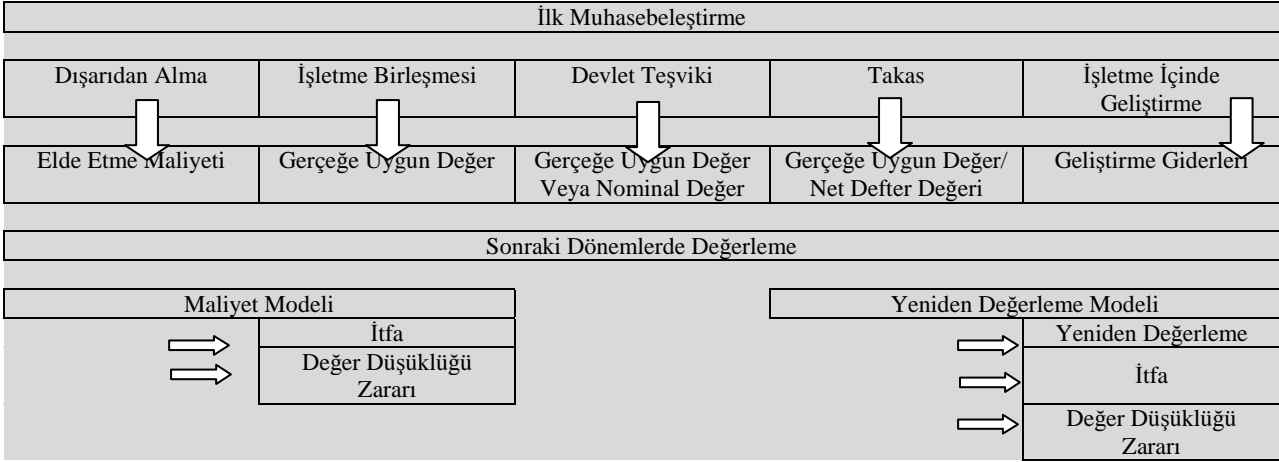 İlk Muhasebeleştirme
Dışarıdan Alma
İşletme Birleşmesi
Devlet Teşviki
Takas
İşletme İçinde
Geliştirme
Elde Etme Maliyeti
Gerçeğe Uygun Değer
Gerçeğe Uygun Değer
Veya Nominal Değer
Gerçeğe Uygun Değer/
Net Defter Değeri
Geliştirme Giderleri
Sonraki Dönemlerde Değerleme
Maliyet Modeli
İtfa
Değer Düşüklüğü
Zararı
Yeniden Değerleme Modeli
Yeniden Değerleme
İtfa
Değer Düşüklüğü
Zararı